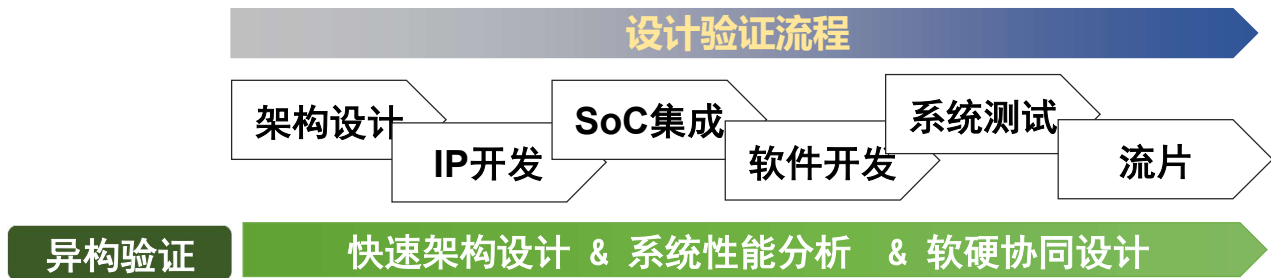 设计验证流程
架构设计
IP开发
SoC集成
软件开发
系统测试
流片
异构验证
快速架构设计 & 系统性能分析 & 软硬协同设计